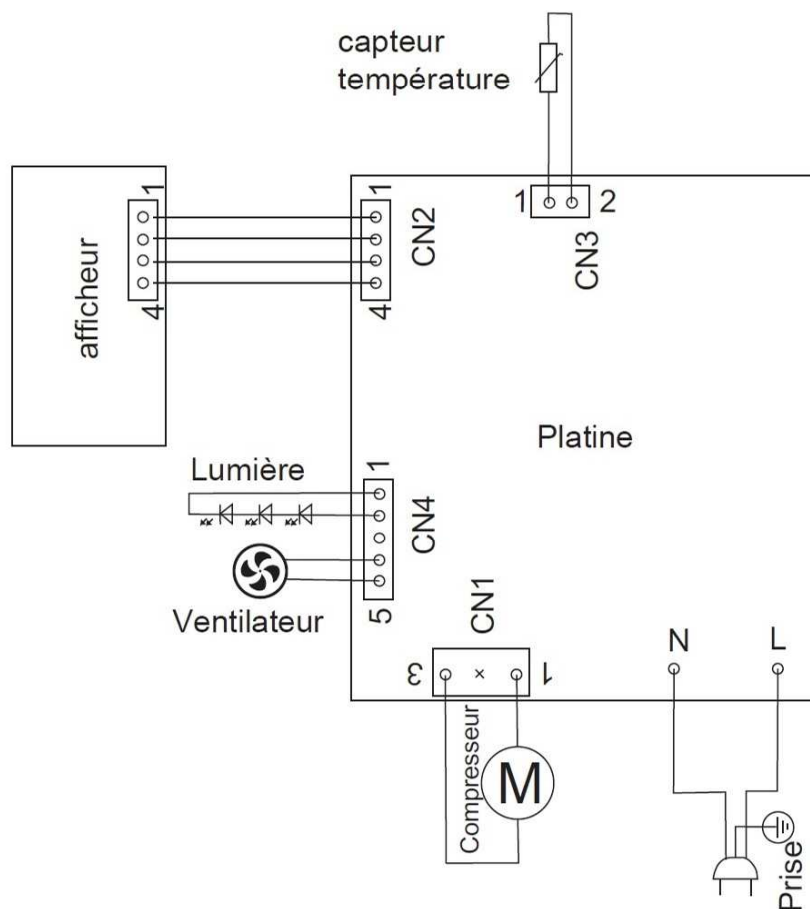 capteur
température
1
2
CN3
1
4
afficheur
1
4
CN2
Platine
Lumière
1
5
CN4
Ventilateur
CN1
3
1
Compresseur
M
N
L
Prise